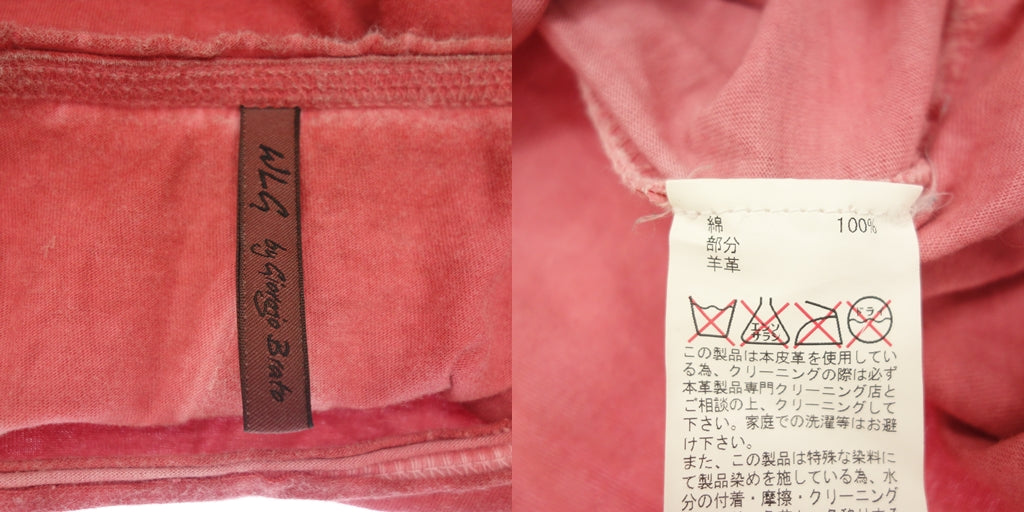 WLG by Giorgio Brato
綿 100%
部分
羊革
エンソ
サラシ
ドライ
この製品は本皮革を使用してい
る為、クリーニングの際は必ず
本革製品専門クリーニング店と
ご相談の上、クリーニングして
下さい。家庭での洗濯等はお避
け下さい。
また、この製品は特殊な染料に
て製品染めを施している為、水
分の付着・摩擦・クリーニング